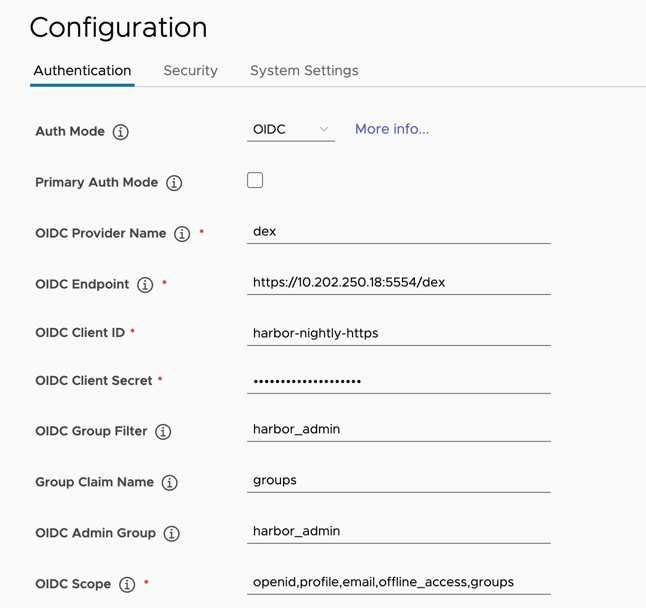 Configuration
Authentication Security System Settings
Auth Mode OIDC More info...
Primary Auth Mode
OIDC Provider Name * dex
OIDC Endpoint * https://10.202.250.18:5554/dex
OIDC Client ID * harbor-nightly-https
OIDC Client Secret * ••••••••••••••••••••
OIDC Group Filter harbor_admin
Group Claim Name groups
OIDC Admin Group harbor_admin
OIDC Scope * openid,profile,email,offline_access,groups